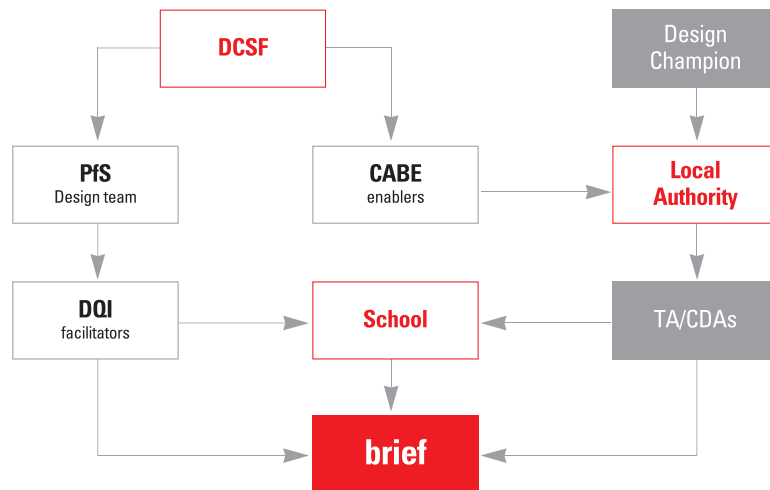 DCSF
Design
Champion
PfS
Design team
CABE
enablers
Local
Authority
DQI
facilitators
School
TA/CDAs
brief